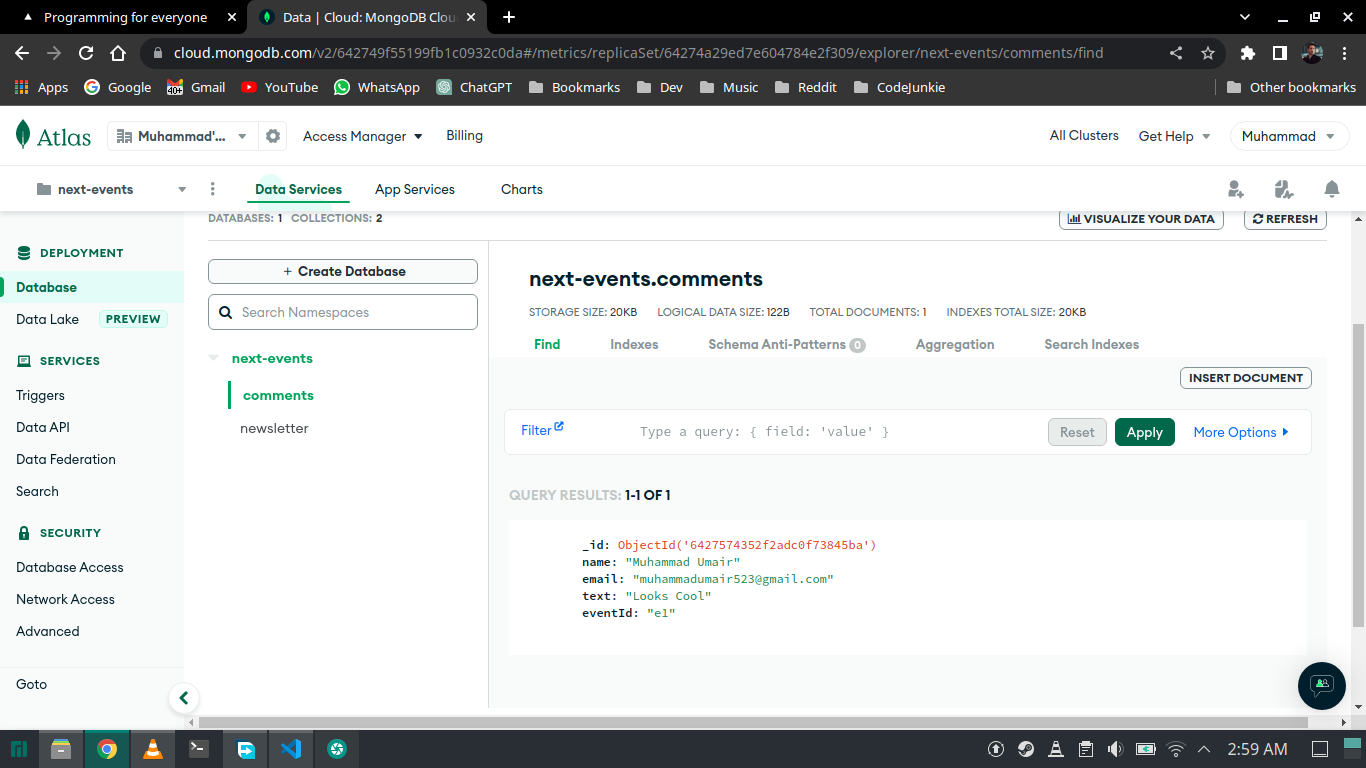 Programming for everyone
Data | Cloud: MongoDB Clou
cloud.mongodb.com/v2/642749f55199fb1c0932c0da#/metrics/replicaSet/64274a29ed7e604784e2f309/explorer/next-events/comments/find
Apps Google 40+ Gmail YouTube WhatsApp ChatGPT Bookmarks Dev Music Reddit CodeJunkie Other bookmarks
Atlas Muhammad'... Access Manager Billing All Clusters Get Help Muhammad
next-events Data Services App Services Charts
DATABASES: 1 COLLECTIONS: 2 VISUALIZE YOUR DATA REFRESH
DEPLOYMENT
Database
Data Lake PREVIEW
SERVICES
Triggers
Data API
Data Federation
Search
SECURITY
Database Access
Network Access
Advanced
Goto
+ Create Database
Search Namespaces
next-events
comments
newsletter
next-events.comments
STORAGE SIZE: 20KB LOGICAL DATA SIZE: 122B TOTAL DOCUMENTS: 1 INDEXES TOTAL SIZE: 20KB
Find Indexes Schema Anti-Patterns 0 Aggregation Search Indexes
INSERT DOCUMENT
Filter Type a query: { field: 'value' } Reset Apply More Options
QUERY RESULTS: 1-1 OF 1
_id: ObjectId('6427574352f2adc0f73845ba')
name: "Muhammad Umair"
email: "muhammadumair523@gmail.com"
text: "Looks Cool"
eventId: "e1"
2:59 AM